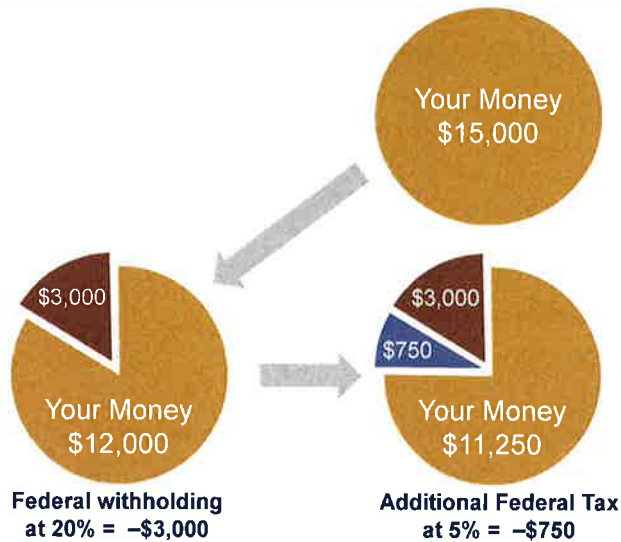 Your Money
$15,000
$3,000
Your Money
$12,000
Federal withholding
at 20% = –$3,000
$3,000
$750
Your Money
$11,250
Additional Federal Tax
at 5% = –$750